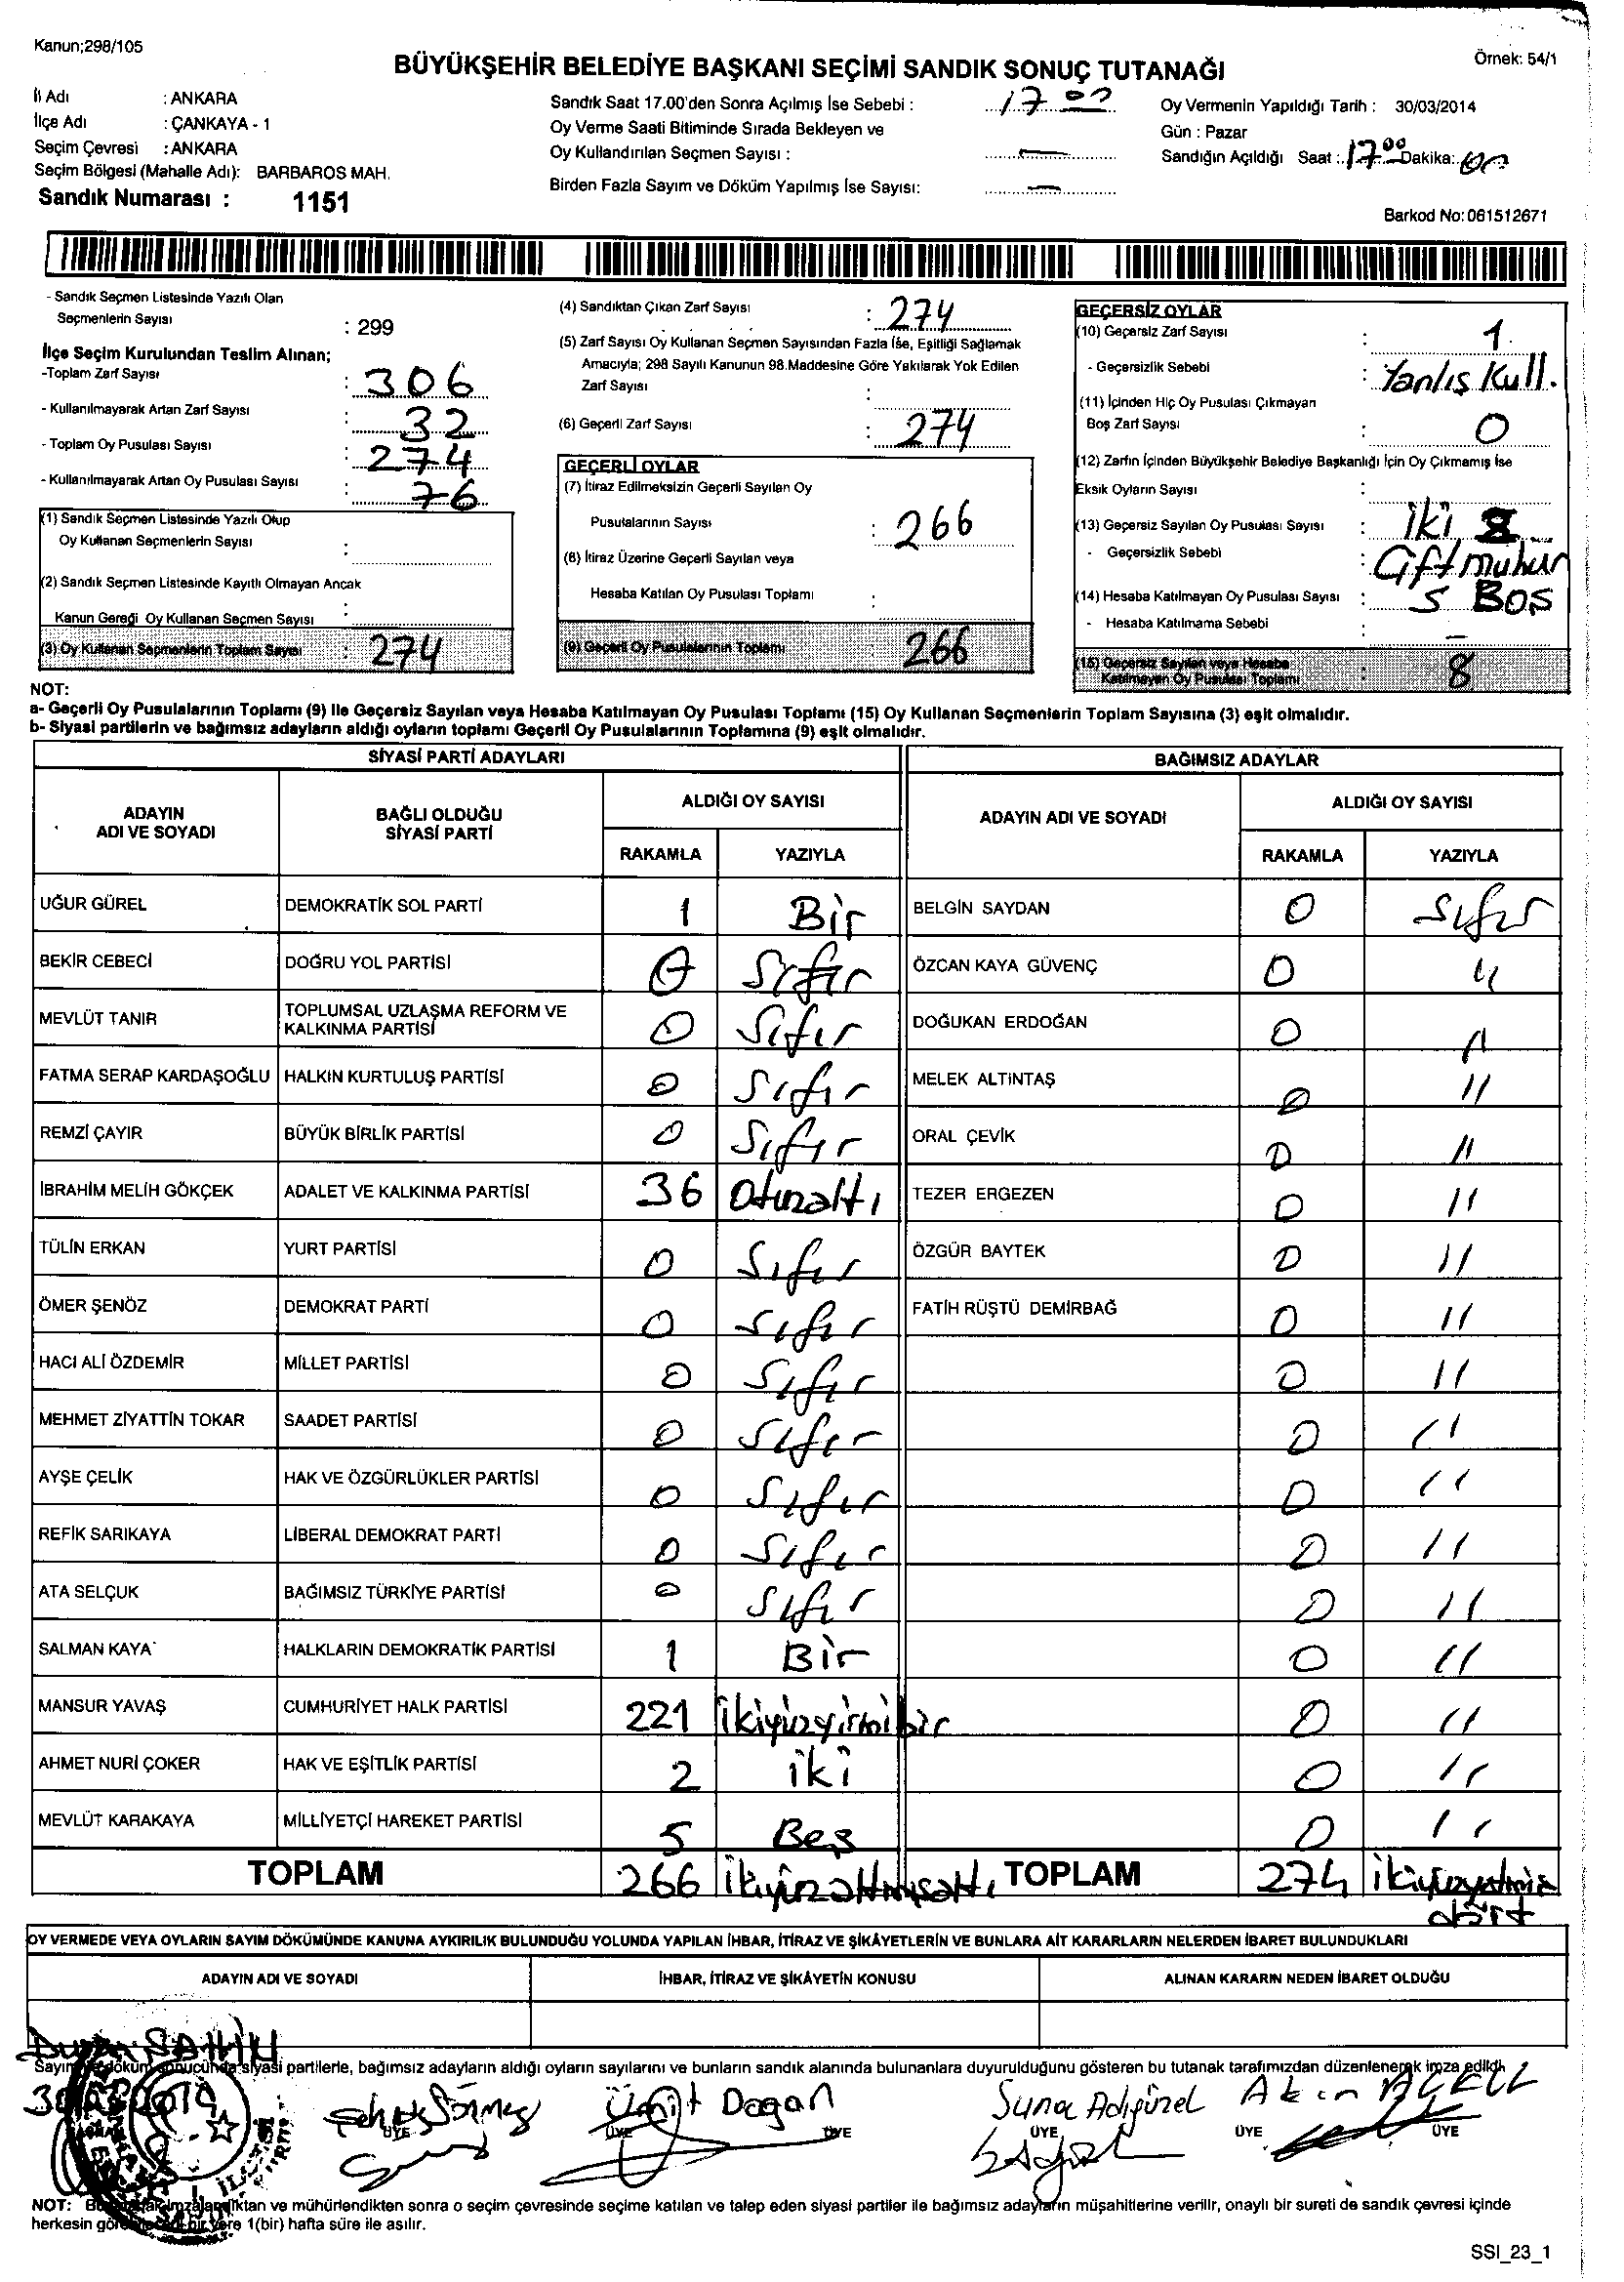 Kanun;298/105
Örnek: 54/1
BÜYÜKŞEHİR BELEDİYE BAŞKANI SEÇİMİ SANDIK SONUÇ TUTANAĞI
İl Adı : ANKARA
İlçe Adı : ÇANKAYA - 1
Seçim Çevresi : ANKARA
Seçim Bölgesi (Mahalle Adı): BARBAROS MAH.
Sandık Numarası : 1151
Sandık Saat 17.00'den Sonra Açılmış İse Sebebi : 17 00
Oy Verme Saati Bitiminde Sırada Bekleyen ve
Oy Kullandırılan Seçmen Sayısı : —
Birden Fazla Sayım ve Döküm Yapılmış İse Sayısı: —
Oy Vermenin Yapıldığı Tarih : 30/03/2014
Gün : Pazar
Sandığın Açıldığı Saat : 17 00 Dakika: 00
Barkod No: 061512671
- Sandık Seçmen Listesinde Yazılı Olan
Seçmenlerin Sayısı : 299
İlçe Seçim Kurulundan Teslim Alınan;
-Toplam Zarf Sayısı : 306
- Kullanılmayarak Artan Zarf Sayısı : 32
- Toplam Oy Pusulası Sayısı : 274
- Kullanılmayarak Artan Oy Pusulası Sayısı : 76
(1) Sandık Seçmen Listesinde Yazılı Olup
Oy Kullanan Seçmenlerin Sayısı :
(2) Sandık Seçmen Listesinde Kayıtlı Olmayan Ancak
Kanun Gereği Oy Kullanan Seçmen Sayısı :
(3) Oy Kullanan Seçmenlerin Toplam Sayısı : 274
(4) Sandıktan Çıkan Zarf Sayısı : 274
(5) Zarf Sayısı Oy Kullanan Seçmen Sayısından Fazla İse, Eşitliği Sağlamak
Amacıyla; 298 Sayılı Kanunun 98.Maddesine Göre Yakılarak Yok Edilen
Zarf Sayısı :
(6) Geçerli Zarf Sayısı : 274
GEÇERLİ OYLAR
(7) İtiraz Edilmeksizin Geçerli Sayılan Oy
Pusulalarının Sayısı : 266
(8) İtiraz Üzerine Geçerli Sayılan veya
Hesaba Katılan Oy Pusulası Toplamı :
(9) Geçerli Oy Pusulalarının Toplamı : 266
GEÇERSİZ OYLAR
(10) Geçersiz Zarf Sayısı : 1
- Geçersizlik Sebebi : Yanlış Kull.
(11) İçinden Hiç Oy Pusulası Çıkmayan
Boş Zarf Sayısı : 0
(12) Zarfın İçinden Büyükşehir Belediye Başkanlığı İçin Oy Çıkmamış İse
Eksik Oyların Sayısı :
(13) Geçersiz Sayılan Oy Pusulası Sayısı : iki
- Geçersizlik Sebebi : Çift mühür
(14) Hesaba Katılmayan Oy Pusulası Sayısı : 5 Boş
- Hesaba Katılmama Sebebi : —
(15) Geçersiz Sayılan veya Hesaba
Katılmayan Oy Pusulası Toplamı : 8
NOT:
a- Geçerli Oy Pusulalarının Toplamı (9) İle Geçersiz Sayılan veya Hesaba Katılmayan Oy Pusulası Toplamı (15) Oy Kullanan Seçmenlerin Toplam Sayısına (3) eşit olmalıdır.
b- Siyasi partilerin ve bağımsız adayların aldığı oyların toplamı Geçerli Oy Pusulalarının Toplamına (9) eşit olmalıdır.
SİYASİ PARTİ ADAYLARI BAĞIMSIZ ADAYLAR
ADAYIN ADI VE SOYADI BAĞLI OLDUĞU SİYASİ PARTİ ALDIĞI OY SAYISI ADAYIN ADI VE SOYADI ALDIĞI OY SAYISI
RAKAMLA YAZIYLA RAKAMLA YAZIYLA
UĞUR GÜREL DEMOKRATİK SOL PARTİ 1 Bir BELGİN SAYDAN 0 Sıfır
BEKİR CEBECİ DOĞRU YOL PARTİSİ 0 Sıfır ÖZCAN KAYA GÜVENÇ 0 "
MEVLÜT TANIR TOPLUMSAL UZLAŞMA REFORM VE KALKINMA PARTİSİ 0 Sıfır DOĞUKAN ERDOĞAN 0 "
FATMA SERAP KARDAŞOĞLU HALKIN KURTULUŞ PARTİSİ 0 Sıfır MELEK ALTINTAŞ 0 "
REMZİ ÇAYIR BÜYÜK BİRLİK PARTİSİ 0 Sıfır ORAL ÇEVİK 0 "
İBRAHİM MELİH GÖKÇEK ADALET VE KALKINMA PARTİSİ 36 Otuzaltı TEZER ERGEZEN 0 "
TÜLİN ERKAN YURT PARTİSİ 0 Sıfır ÖZGÜR BAYTEK 0 "
ÖMER ŞENÖZ DEMOKRAT PARTİ 0 Sıfır FATİH RÜŞTÜ DEMİRBAĞ 0 "
HACI ALİ ÖZDEMİR MİLLET PARTİSİ 0 Sıfır 0 "
MEHMET ZİYATTİN TOKAR SAADET PARTİSİ 0 Sıfır 0 "
AYŞE ÇELİK HAK VE ÖZGÜRLÜKLER PARTİSİ 0 Sıfır 0 "
REFİK SARIKAYA LİBERAL DEMOKRAT PARTİ 0 Sıfır 0 "
ATA SELÇUK BAĞIMSIZ TÜRKİYE PARTİSİ 0 Sıfır 0 "
SALMAN KAYA HALKLARIN DEMOKRATİK PARTİSİ 1 Bir 0 "
MANSUR YAVAŞ CUMHURİYET HALK PARTİSİ 221 ikiyüzyirmibir 0 "
AHMET NURİ ÇOKER HAK VE EŞİTLİK PARTİSİ 2 iki 0 "
MEVLÜT KARAKAYA MİLLİYETÇİ HAREKET PARTİSİ 5 Beş 0 "
TOPLAM 266 ikiyüzaltmışaltı TOPLAM 274 ikiyüzyetmiş
dört
OY VERMEDE VEYA OYLARIN SAYIM DÖKÜMÜNDE KANUNA AYKIRILIK BULUNDUĞU YOLUNDA YAPILAN İHBAR, İTİRAZ VE ŞİKÂYETLERİN VE BUNLARA AİT KARARLARIN NELERDEN İBARET BULUNDUKLARI
ADAYIN ADI VE SOYADI İHBAR, İTİRAZ VE ŞİKÂYETİN KONUSU ALINAN KARARIN NEDEN İBARET OLDUĞU
siyasi partilerle, bağımsız adayların aldığı oyların sayılarını ve bunların sandık alanında bulunanlara duyurulduğunu gösteren bu tutanak tarafımızdan düzenlenerek imza edildi.
Ümit Dogan Suna Adıgüzel Akın
ÜYE ÜYE ÜYE ÜYE ÜYE ÜYE
NOT: ve mühürlendikten sonra o seçim çevresinde seçime katılan ve talep eden siyasi partiler ile bağımsız adayların müşahitlerine verilir, onaylı bir sureti de sandık çevresi içinde
herkesin bir yere 1(bir) hafta süre ile asılır.
SSI_23_1